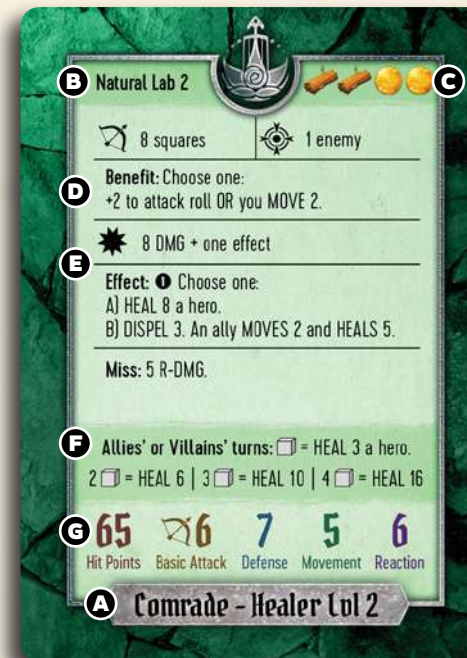 B Natural Lab 2 C
8 squares 1 enemy
D Benefit: Choose one:
+2 to attack roll OR you MOVE 2.
8 DMG + one effect
E
Effect: 1 Choose one:
A) HEAL 8 a hero.
B) DISPEL 3. An ally MOVES 2 and HEALS 5.
Miss: 5 R-DMG.
F Allies' or Villains' turns: = HEAL 3 a hero.
2 = HEAL 6 | 3 = HEAL 10 | 4 = HEAL 16
G 65 6 7 5 6
Hit Points Basic Attack Defense Movement Reaction
A Comrade - Healer Lvl 2